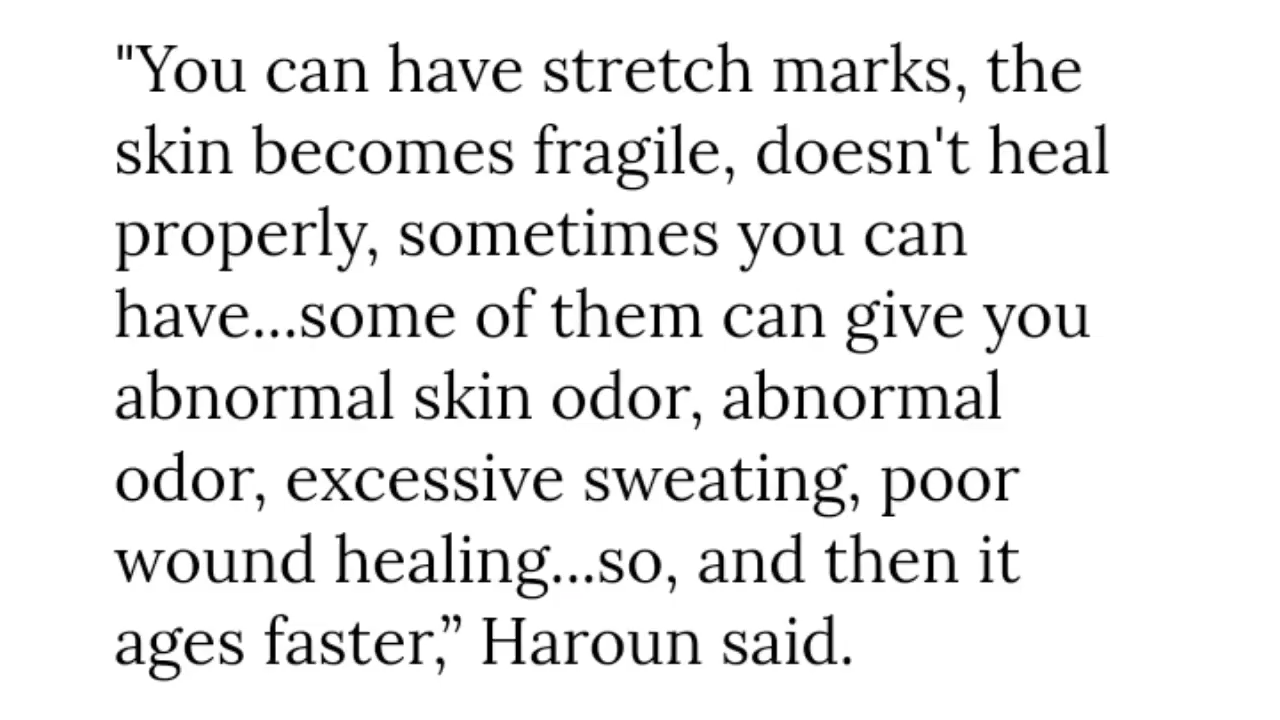 "You can have stretch marks, the
skin becomes fragile, doesn't heal
properly, sometimes you can
have...some of them can give you
abnormal skin odor, abnormal
odor, excessive sweating, poor
wound healing...so, and then it
ages faster,” Haroun said.